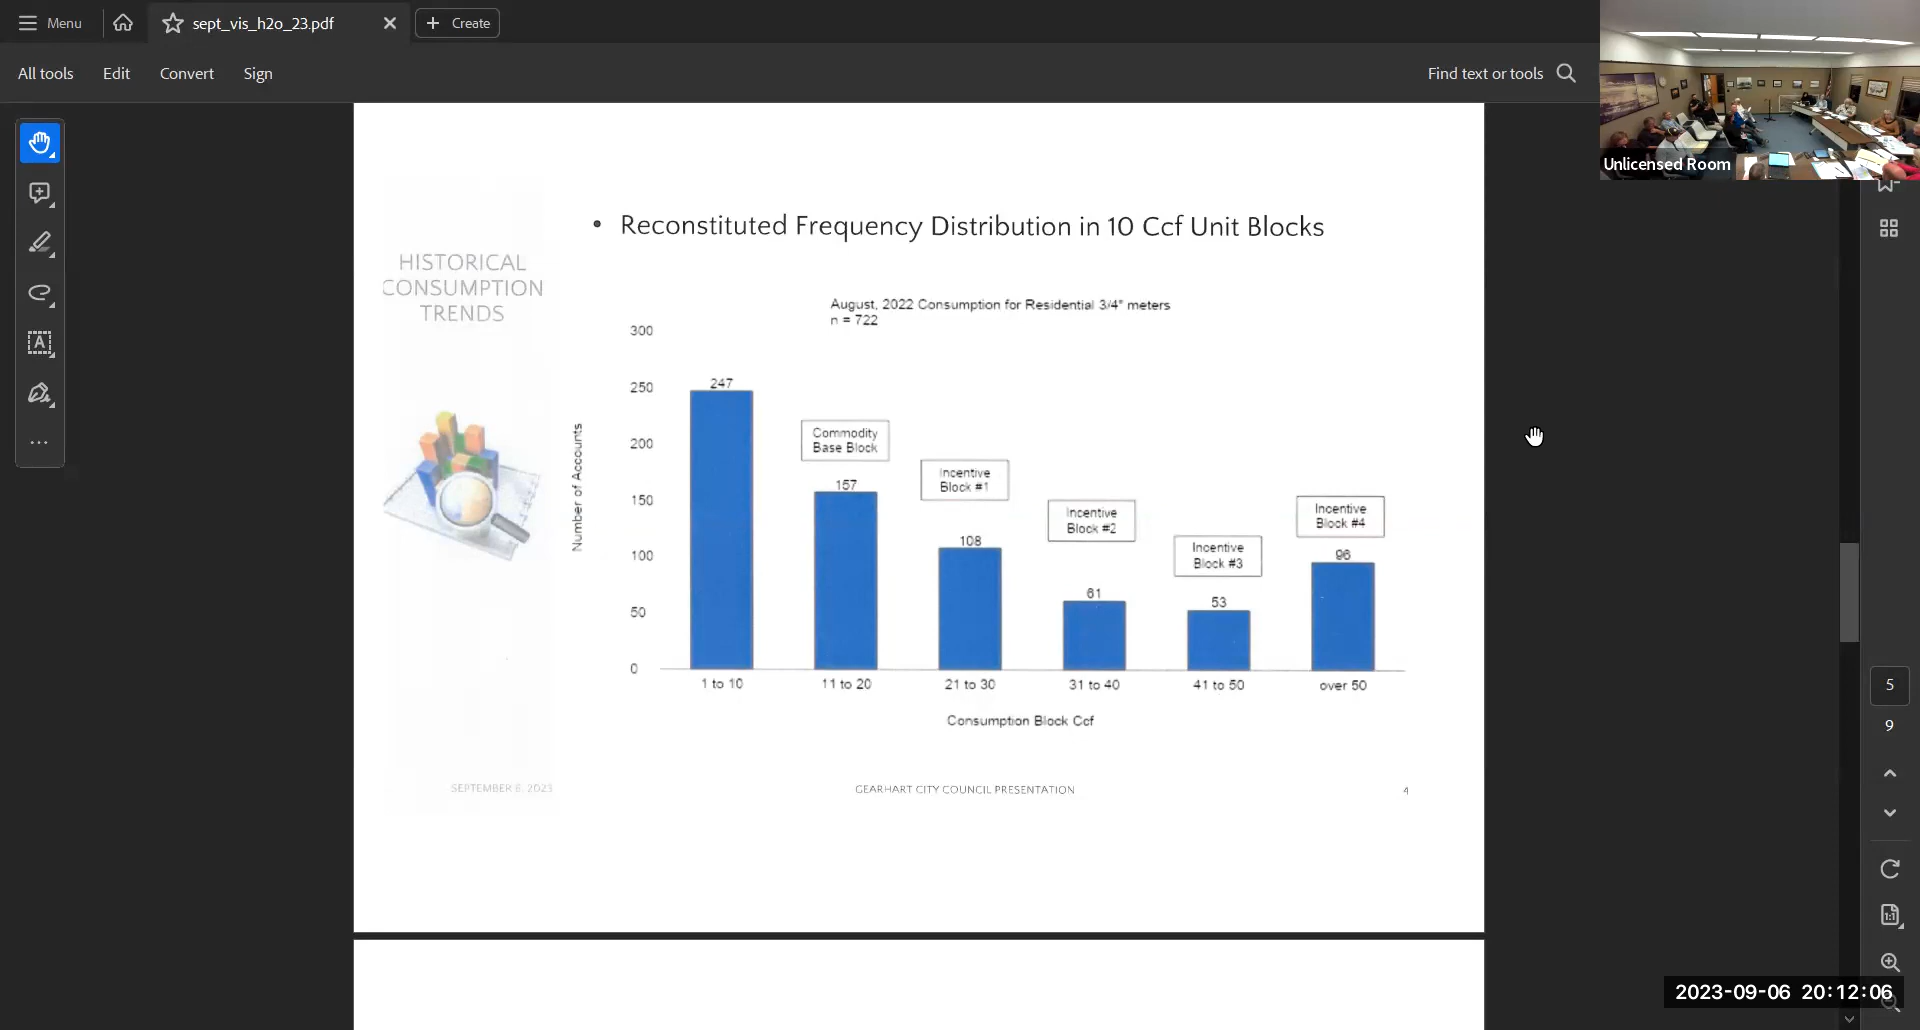 Menu
sept_vis_h2o_23.pdf
Create
All tools
Edit
Convert
Sign
Find text or tools
Unlicensed Room
HISTORICAL
CONSUMPTION
TRENDS
• Reconstituted Frequency Distribution in 10 Ccf Unit Blocks
August, 2022 Consumption for Residential 3/4" meters
n = 722
Number of Accounts
300
250
200
150
100
50
0
247
157
108
61
53
96
Commodity
Base Block
Incentive
Block #1
Incentive
Block #2
Incentive
Block #3
Incentive
Block #4
1 to 10
11 to 20
21 to 30
31 to 40
41 to 50
over 50
Consumption Block Ccf
SEPTEMBER 6, 2023
GEARHART CITY COUNCIL PRESENTATION
4
5
9
1:1
A
2023-09-06 20:12:06